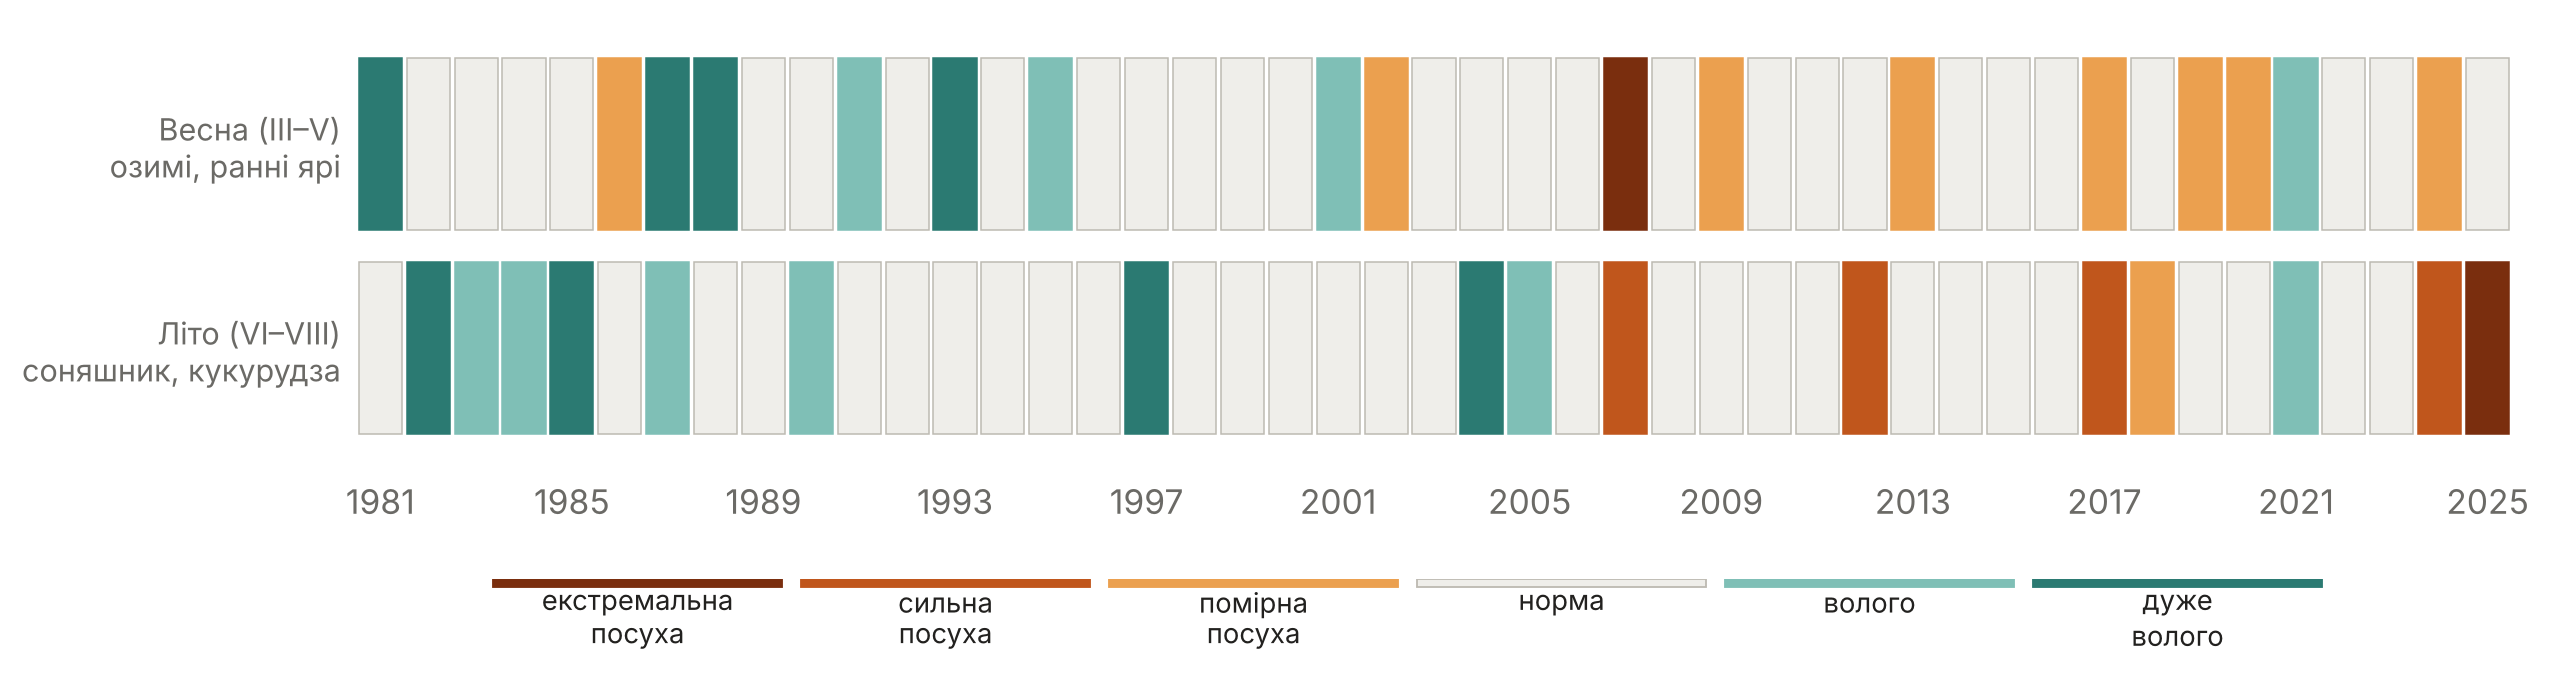 Весна (III–V)
озимі, ранні ярі
Літо (VI–VIII)
соняшник, кукурудза
1981 1985 1989 1993 1997 2001 2005 2009 2013 2017 2021 2025
екстремальна посуха
сильна посуха
помірна посуха
норма
волого
дуже волого